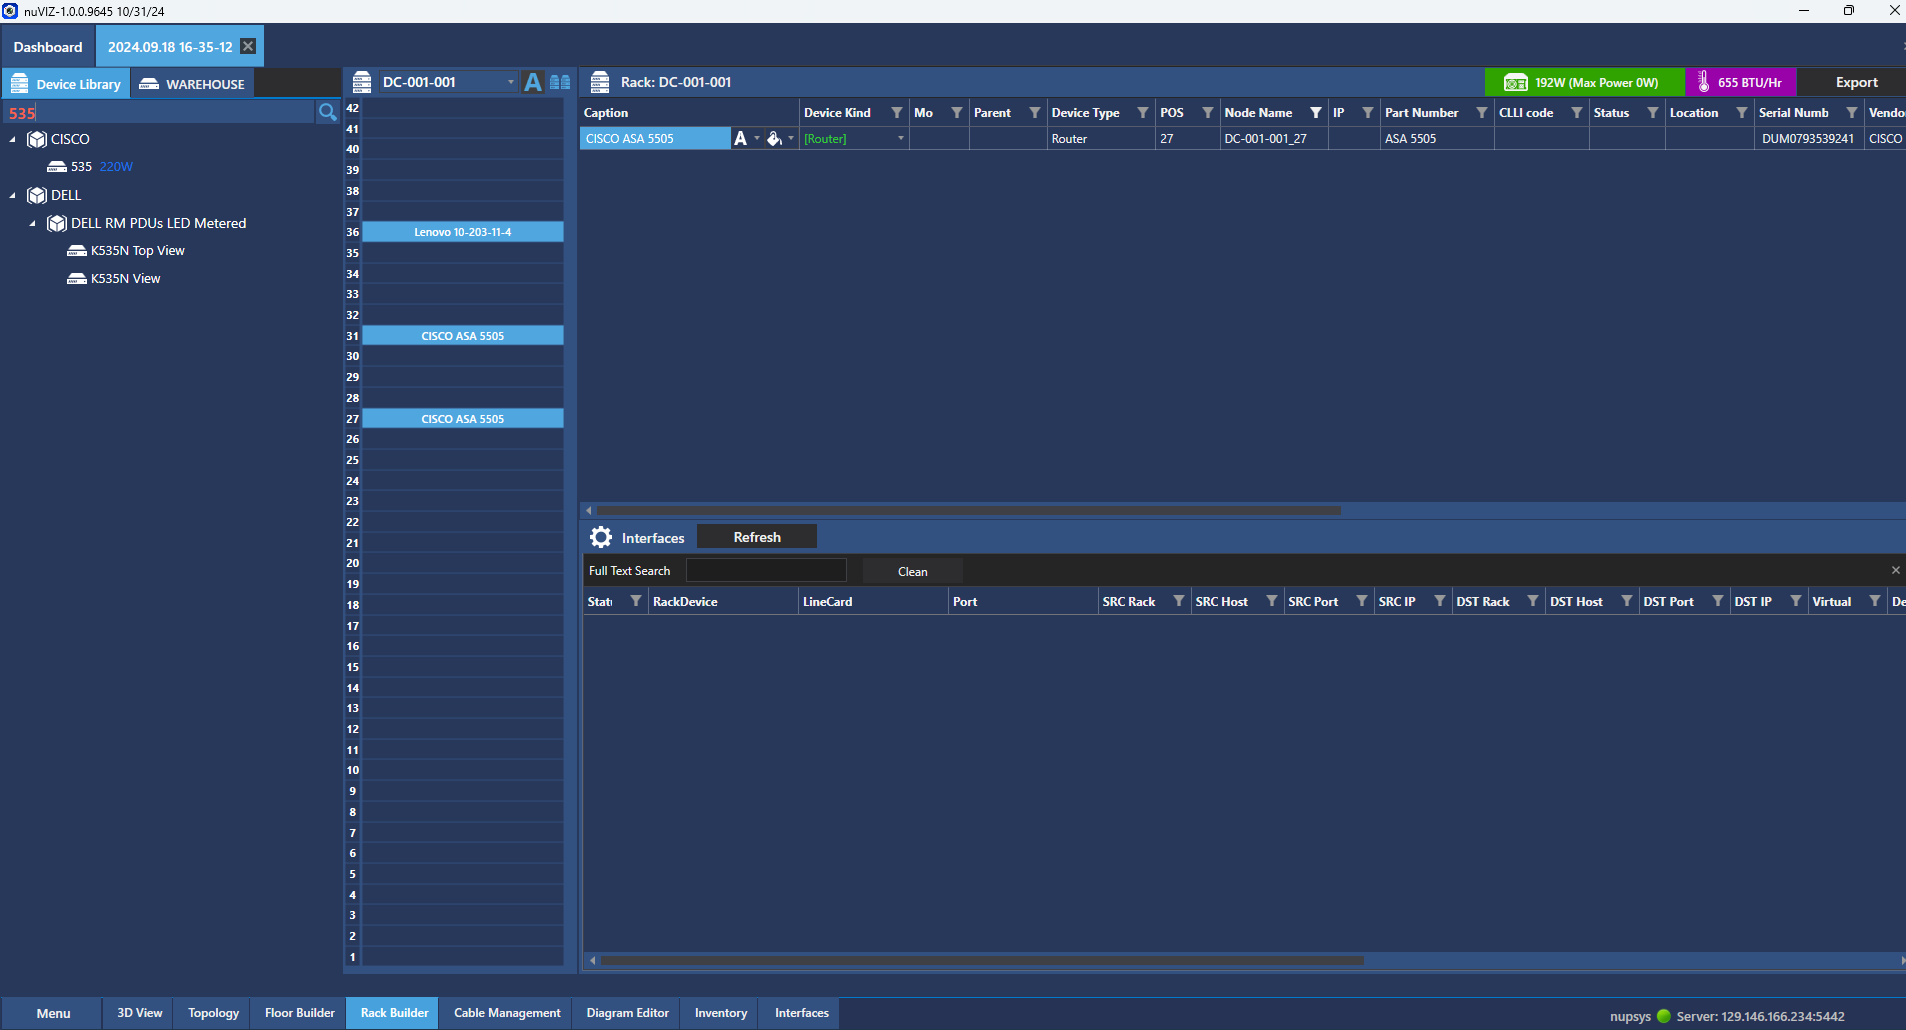 nuVIZ-1.0.0.9645 10/31/24
Dashboard
2024.09.18 16-35-12
Device Library
WAREHOUSE
535
CISCO
535 220W
DELL
DELL RM PDUs LED Metered
K535N Top View
K535N View
DC-001-001
A
42
41
40
39
38
37
36 Lenovo 10-203-11-4
35
34
33
32
31 CISCO ASA 5505
30
29
28
27 CISCO ASA 5505
26
25
24
23
22
21
20
19
18
17
16
15
14
13
12
11
10
9
8
7
6
5
4
3
2
1
Rack: DC-001-001
192W (Max Power 0W)
655 BTU/Hr
Export
Caption Device Kind Mo Parent Device Type POS Node Name IP Part Number CLLI code Status Location Serial Numb Vendo
CISCO ASA 5505 A [Router] Router 27 DC-001-001_27 ASA 5505 DUM0793539241 CISCO
Interfaces
Refresh
Full Text Search
Clean
Stat RackDevice LineCard Port SRC Rack SRC Host SRC Port SRC IP DST Rack DST Host DST Port DST IP Virtual De
Menu
3D View
Topology
Floor Builder
Rack Builder
Cable Management
Diagram Editor
Inventory
Interfaces
nupsys Server: 129.146.166.234:5442